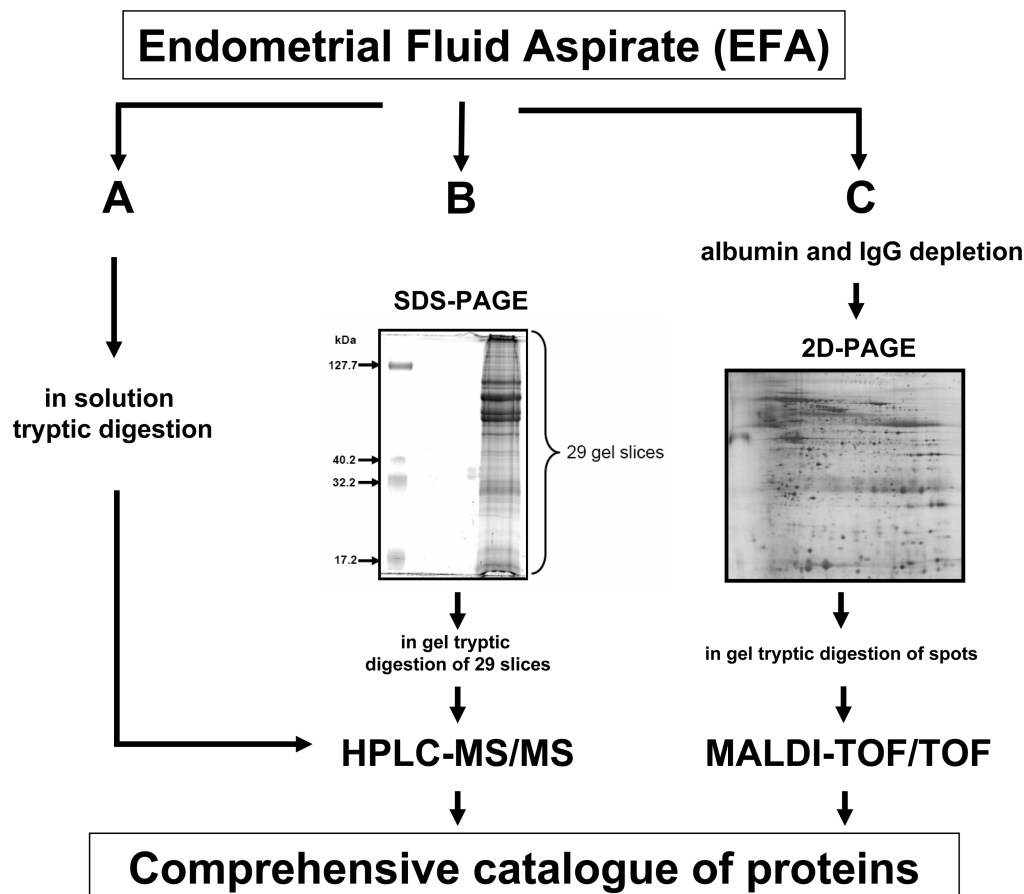 Endometrial Fluid Aspirate (EFA)
A
B
C
albumin and IgG depletion
SDS-PAGE
kDa
127.7
40.2
32.2
17.2
29 gel slices
2D-PAGE
in solution
tryptic digestion
in gel tryptic
digestion of 29 slices
in gel tryptic digestion of spots
HPLC-MS/MS
MALDI-TOF/TOF
Comprehensive catalogue of proteins